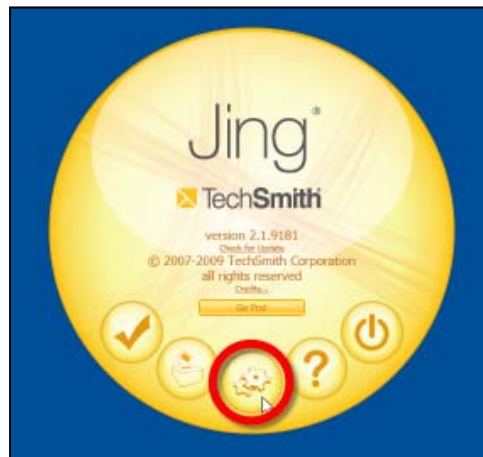 Jing®
TechSmith
version 2.1.9181
Check for Update
© 2007-2009 TechSmith Corporation
all rights reserved
Credits...
Go Pro!
?